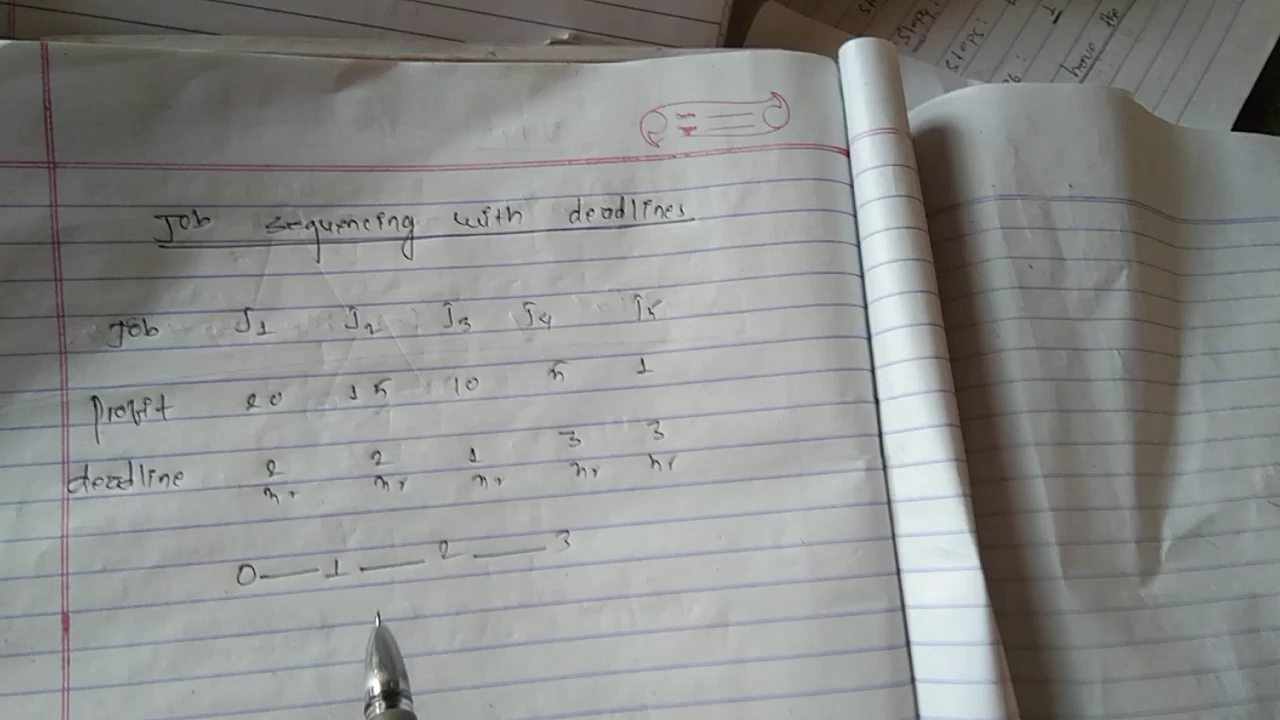 steps:
Job sequencing with deadlines
Job J1 J2 J3 J4 J5
Profit 20 15 10 5 1
deadline 2 2 1 3 3
hr hr hr hr hr
0 — 1 — 2 — 3